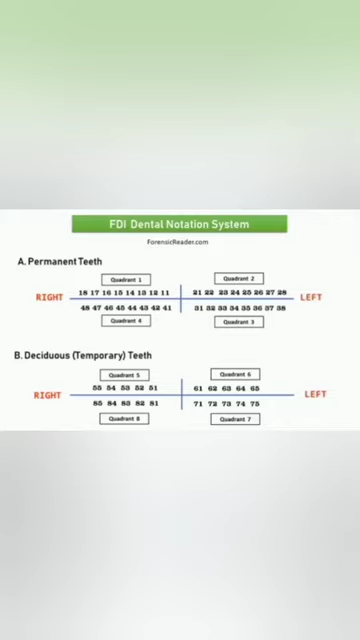 FDI Dental Notation System
ForensicReader.com
A. Permanent Teeth
Quadrant 1 Quadrant 2
RIGHT 18 17 16 15 14 13 12 11 21 22 23 24 25 26 27 28 LEFT
48 47 46 45 44 43 42 41 31 32 33 34 35 36 37 38
Quadrant 4 Quadrant 3
B. Deciduous (Temporary) Teeth
Quadrant 5 Quadrant 6
RIGHT 55 54 53 52 51 61 62 63 64 65 LEFT
85 84 83 82 81 71 72 73 74 75
Quadrant 8 Quadrant 7